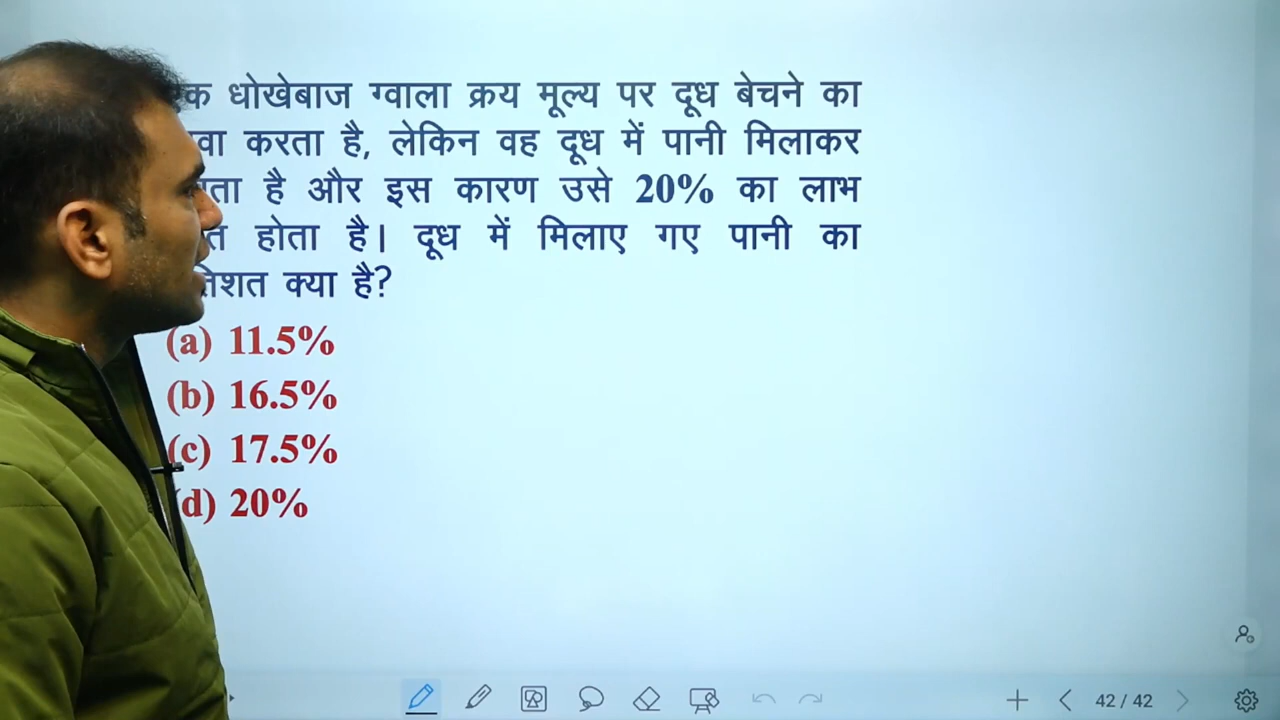 धोखेबाज ग्वाला क्रय मूल्य पर दूध बेचने का
करता है, लेकिन वह दूध में पानी मिलाकर
है और इस कारण उसे 20% का लाभ
होता है। दूध में मिलाए गए पानी का
क्या है?
(a) 11.5%
(b) 16.5%
(c) 17.5%
(d) 20%
42 / 42